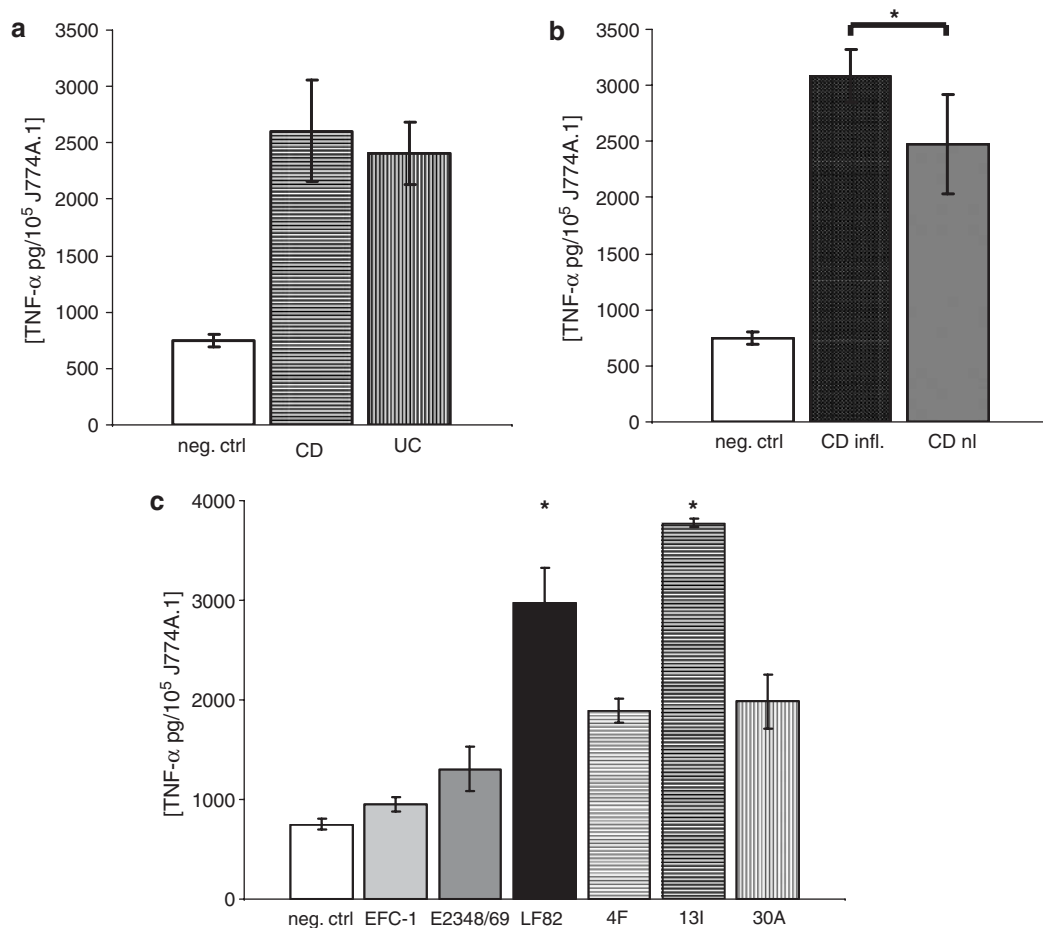 a
[TNF-α pg/10⁵ J774A.1]
3500
3000
2500
2000
1500
1000
500
0
neg. ctrl CD UC
b
*
[TNF-α pg/10⁵ J774A.1]
3500
3000
2500
2000
1500
1000
500
0
neg. ctrl CD infl. CD nl
c
* *
[TNF-α pg/10⁵ J774A.1]
4000
3000
2000
1000
0
neg. ctrl EFC-1 E2348/69 LF82 4F 13I 30A